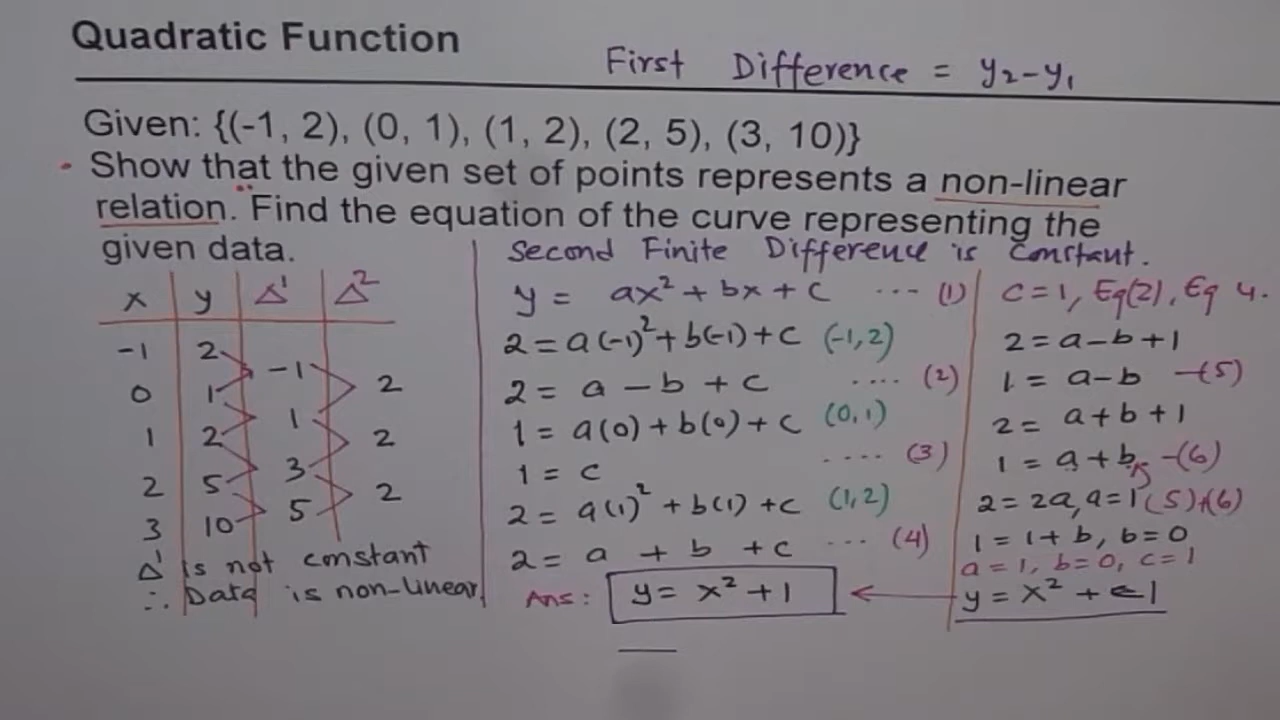 Quadratic Function
First Difference = y₂-y₁
Given: {(-1, 2), (0, 1), (1, 2), (2, 5), (3, 10)}
Show that the given set of points represents a non-linear
relation. Find the equation of the curve representing the
given data.
x y Δ¹ Δ²
-1 2
-1
0 1 2
1
1 2 2
3
2 5 2
5
3 10
Δ¹ is not constant
∴ Data is non-linear
Second Finite Difference is constant.
y = ax² + bx + c ... (1)
2 = a(-1)² + b(-1) + c (-1,2)
2 = a - b + c .... (2)
1 = a(0) + b(0) + c (0,1)
1 = c .... (3)
2 = a(1)² + b(1) + c (1,2)
2 = a + b + c ... (4)
Ans: y = x² + 1
c = 1, Eq(2), Eq 4.
2 = a - b + 1
1 = a - b -(5)
2 = a + b + 1
1 = a + b -(6)
2 = 2a, a = 1 (5)+(6)
1 = 1 + b, b = 0
a = 1, b = 0, c = 1
y = x² + 1